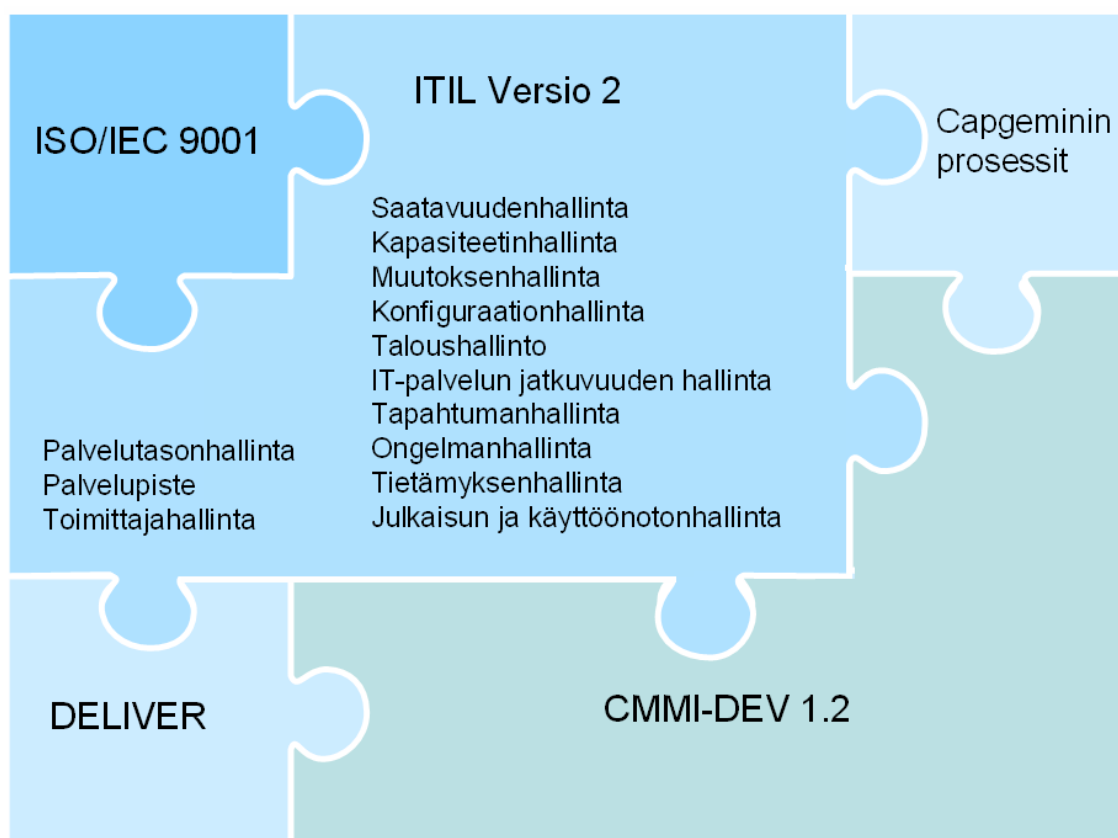 ITIL Versio 2
ISO/IEC 9001
Capgeminin
prosessit
Saatavuudenhallinta
Kapasiteetinhallinta
Muutoksenhallinta
Konfiguraationhallinta
Taloushallinto
IT-palvelun jatkuvuuden hallinta
Tapahtumanhallinta
Ongelmanhallinta
Tietämyksenhallinta
Julkaisun ja käyttöönotonhallinta
Palvelutasonhallinta
Palvelupiste
Toimittajahallinta
DELIVER
CMMI-DEV 1.2